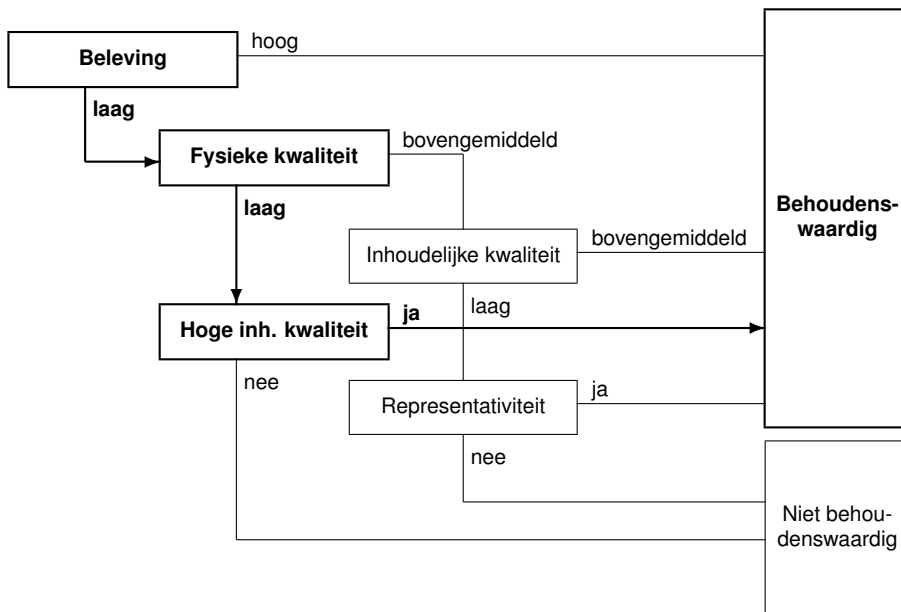 hoog
Beleving
laag
bovengemiddeld
Fysieke kwaliteit
laag
Behoudens-
waardig
bovengemiddeld
Inhoudelijke kwaliteit
laag
ja
Hoge inh. kwaliteit
nee
ja
Representativiteit
nee
Niet behou-
denswaardig